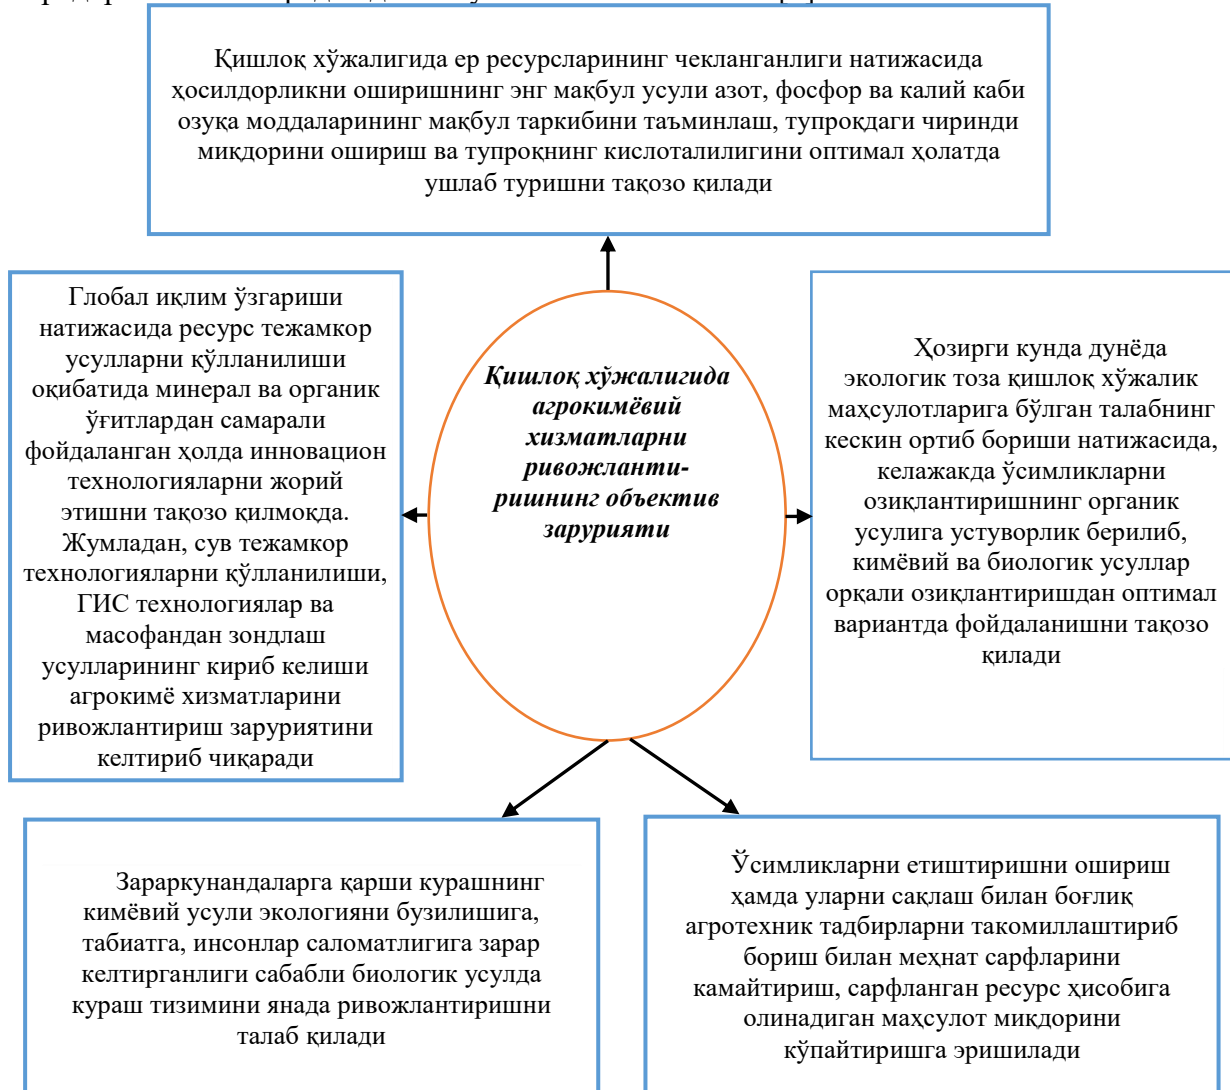 Қишлоқ хўжалигида ер ресурсларининг чекланганлиги натижасида
ҳосилдорликни оширишнинг энг мақбул усули азот, фосфор ва калий каби
озуқа моддаларининг мақбул таркибини таъминлаш, тупроқдаги чиринди
миқдорини ошириш ва тупроқнинг кислоталилигини оптимал ҳолатда
ушлаб туришни тақозо қилади
Глобал иқлим ўзгариши
натижасида ресурс тежамкор
усулларни қўлланилиши
оқибатида минерал ва органик
ўғитлардан самарали
фойдаланган ҳолда инновацион
технологияларни жорий
этишни тақозо қилмоқда.
Жумладан, сув тежамкор
технологияларни қўлланилиши,
ГИС технологиялар ва
масофандан зондлаш
усулларининг кириб келиши
агрокимё хизматларини
ривожлантириш заруриятини
келтириб чиқаради
Қишлоқ хўжалигида
агрокимёвий
хизматларни
ривожланти-
ришнинг объектив
зарурияти
Ҳозирги кунда дунёда
экологик тоза қишлоқ хўжалик
маҳсулотларига бўлган талабнинг
кескин ортиб бориши натижасида,
келажакда ўсимликларни
озиқлантиришнинг органик
усулига устуворлик берилиб,
кимёвий ва биологик усуллар
орқали озиқлантиришдан оптимал
вариантда фойдаланишни тақозо
қилади
Зараркунандаларга қарши курашнинг
кимёвий усули экологияни бузилишига,
табиатга, инсонлар саломатлигига зарар
келтирганлиги сабабли биологик усулда
кураш тизимини янада ривожлантиришни
талаб қилади
Ўсимликларни етиштиришни ошириш
ҳамда уларни сақлаш билан боғлиқ
агротехник тадбирларни такомиллаштириб
бориш билан меҳнат сарфларини
камайтириш, сарфланган ресурс ҳисобига
олинадиган маҳсулот миқдорини
кўпайтиришга эришилади